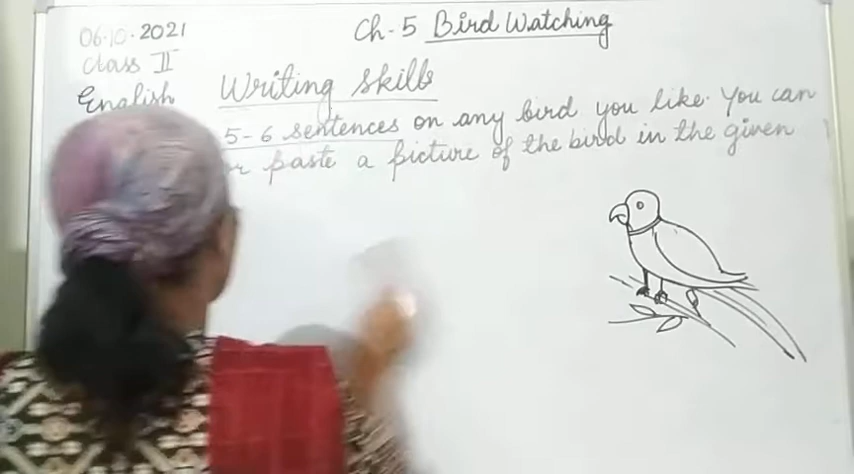 06.10.2021
Ch-5 Bird Watching
Class II
English
Writing skills
5-6 sentences on any bird you like. You can
paste a picture of the bird in the given